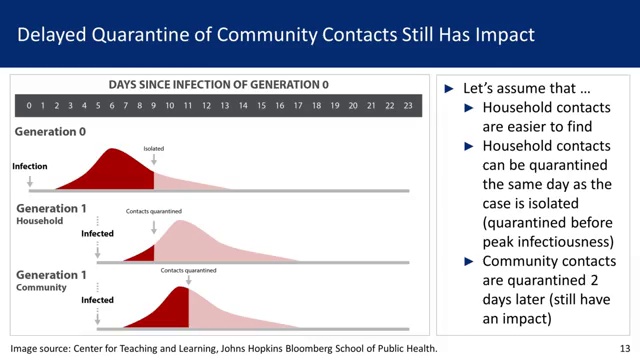 Delayed Quarantine of Community Contacts Still Has Impact
DAYS SINCE INFECTION OF GENERATION 0
0 1 2 3 4 5 6 7 8 9 10 11 12 13 14 15 16 17 18 19 20 21 22 23
Generation 0
Isolated
Infection
Generation 1
Household
Contacts quarantined
Infected
Generation 1
Community
Contacts quarantined
Infected
► Let’s assume that …
► Household contacts
are easier to find
► Household contacts
can be quarantined
the same day as the
case is isolated
(quarantined before
peak infectiousness)
► Community contacts
are quarantined 2
days later (still have
an impact)
Image source: Center for Teaching and Learning, Johns Hopkins Bloomberg School of Public Health.
13